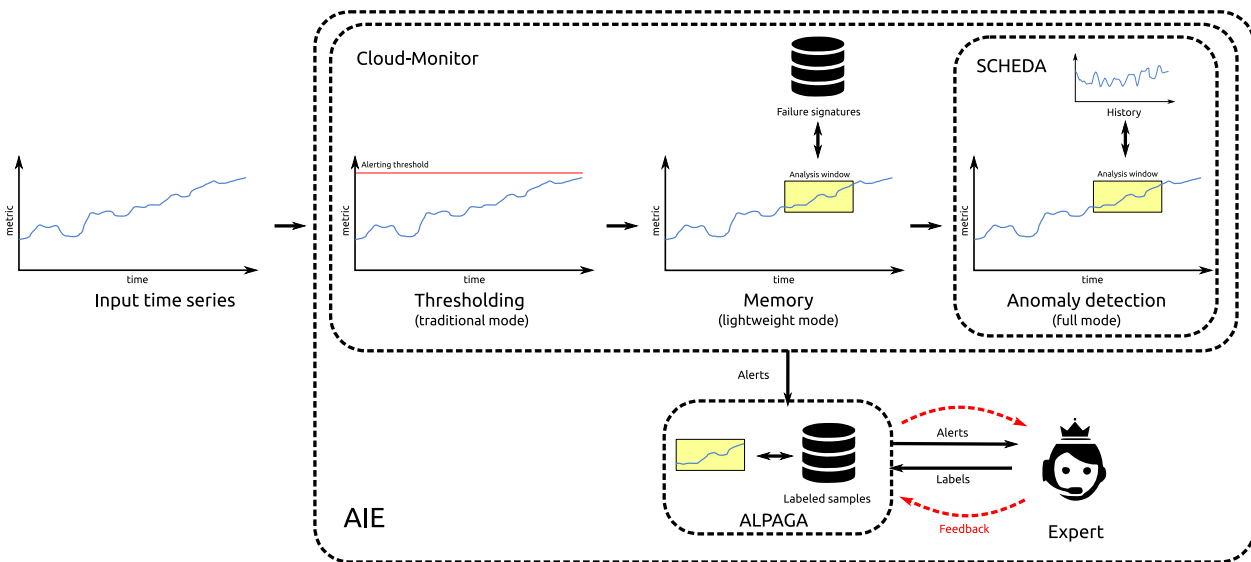 Cloud-Monitor
SCHEDA
Failure signatures
History
Alerting threshold
Analysis window
Analysis window
metric
metric
metric
metric
time
time
time
time
Input time series
Thresholding
(traditional mode)
Memory
(lightweight mode)
Anomaly detection
(full mode)
Alerts
Alerts
Labels
Labeled samples
ALPAGA
Feedback
Expert
AIE